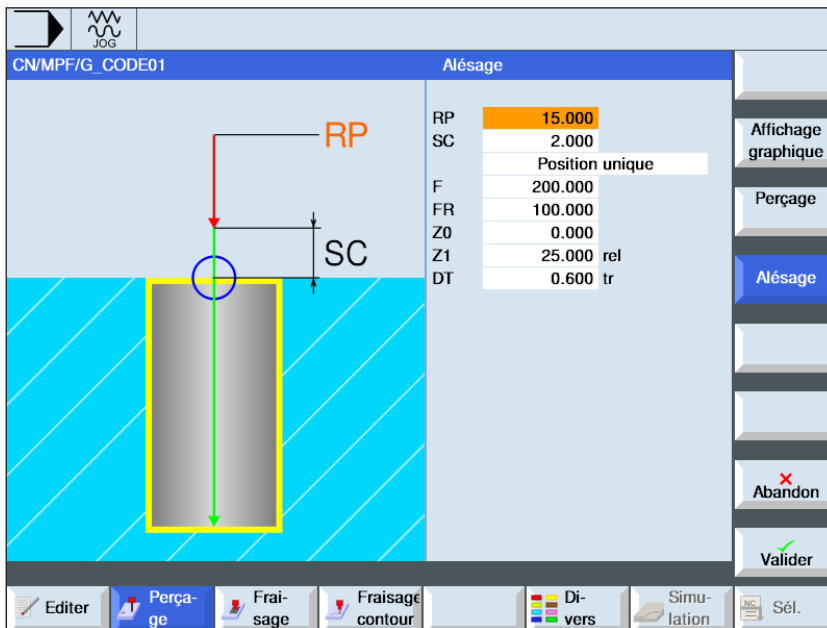 JOG
CN/MPF/G_CODE01
Alésage
RP
SC
RP 15.000
SC 2.000
Position unique
F 200.000
FR 100.000
Z0 0.000
Z1 25.000 rel
DT 0.600 tr
Affichage
graphique
Perçage
Alésage
Abandon
Valider
Editer
Perça-
ge
Frai-
sage
Fraisage
contour
Di-
vers
Simu-
lation
NC
Sél.